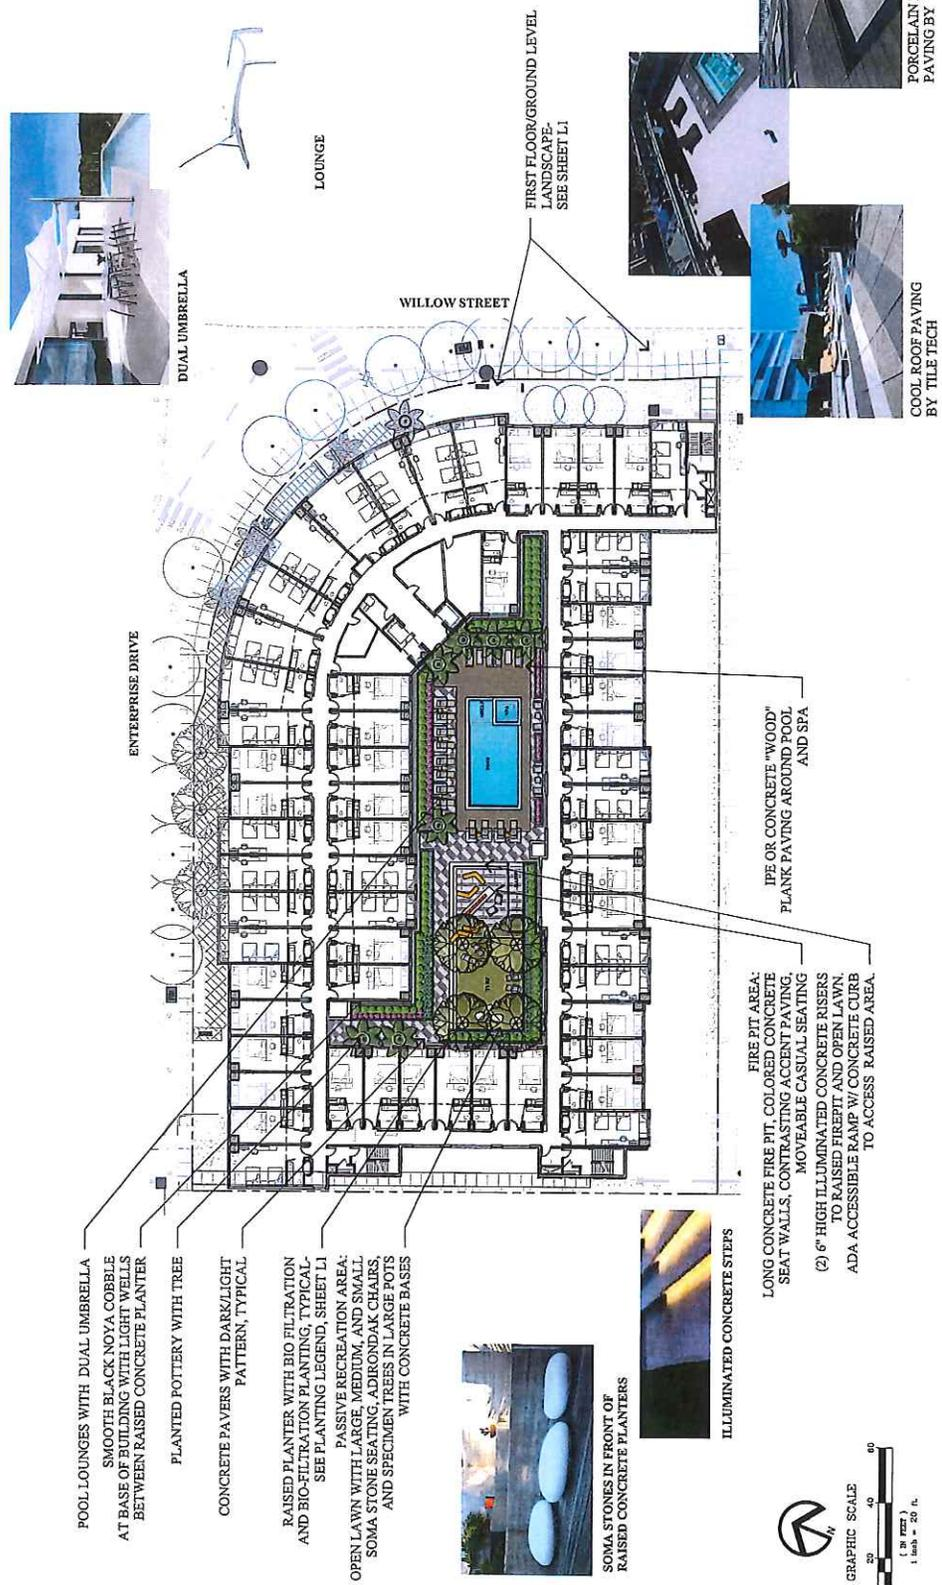 DUAL UMBRELLA
LOUNGE
FIRST FLOOR/GROUND LEVEL
LANDSCAPE-
SEE SHEET L1
PORCELAIN
PAVING BY
COOL ROOF PAVING
BY TILE TECH
WILLOW STREET
ENTERPRISE DRIVE
POOL LOUNGES WITH DUAL UMBRELLA
SMOOTH BLACK NOVA COBBLE
AT BASE OF BUILDING WITH LIGHT WELLS
BETWEEN RAISED CONCRETE PLANTER
PLANTED POTTERY WITH TREE
CONCRETE PAVERS WITH DARK/LIGHT
PATTERN, TYPICAL
RAISED PLANTER WITH BIO FILTRATION
AND BIO-FILTRATION PLANTING, TYPICAL-
SEE PLANTING LEGEND, SHEET L1
PASSIVE RECREATION AREA:
OPEN LAWN WITH LARGE, MEDIUM, AND SMALL
SOMA STONE SEATING, ADIRONDAK CHAIRS,
AND SPECIMEN TREES IN LARGE POTS
WITH CONCRETE BASES
IPE OR CONCRETE "WOOD"
PLANK PAVING AROUND POOL
AND SPA
FIRE PIT AREA:
LONG CONCRETE FIRE PIT, COLORED CONCRETE
SEAT WALLS, CONTRASTING ACCENT PAVING,
MOVEABLE CASUAL SEATING
(2) 6" HIGH ILLUMINATED CONCRETE RISERS
TO RAISED FIREPIT AND OPEN LAWN.
ADA ACCESSIBLE RAMP W/ CONCRETE CURB
TO ACCESS RAISED AREA.
SOMA STONES IN FRONT OF
RAISED CONCRETE PLANTERS
ILLUMINATED CONCRETE STEPS
N
GRAPHIC SCALE
20 40 60
( IN FEET )
1 inch = 20 ft.